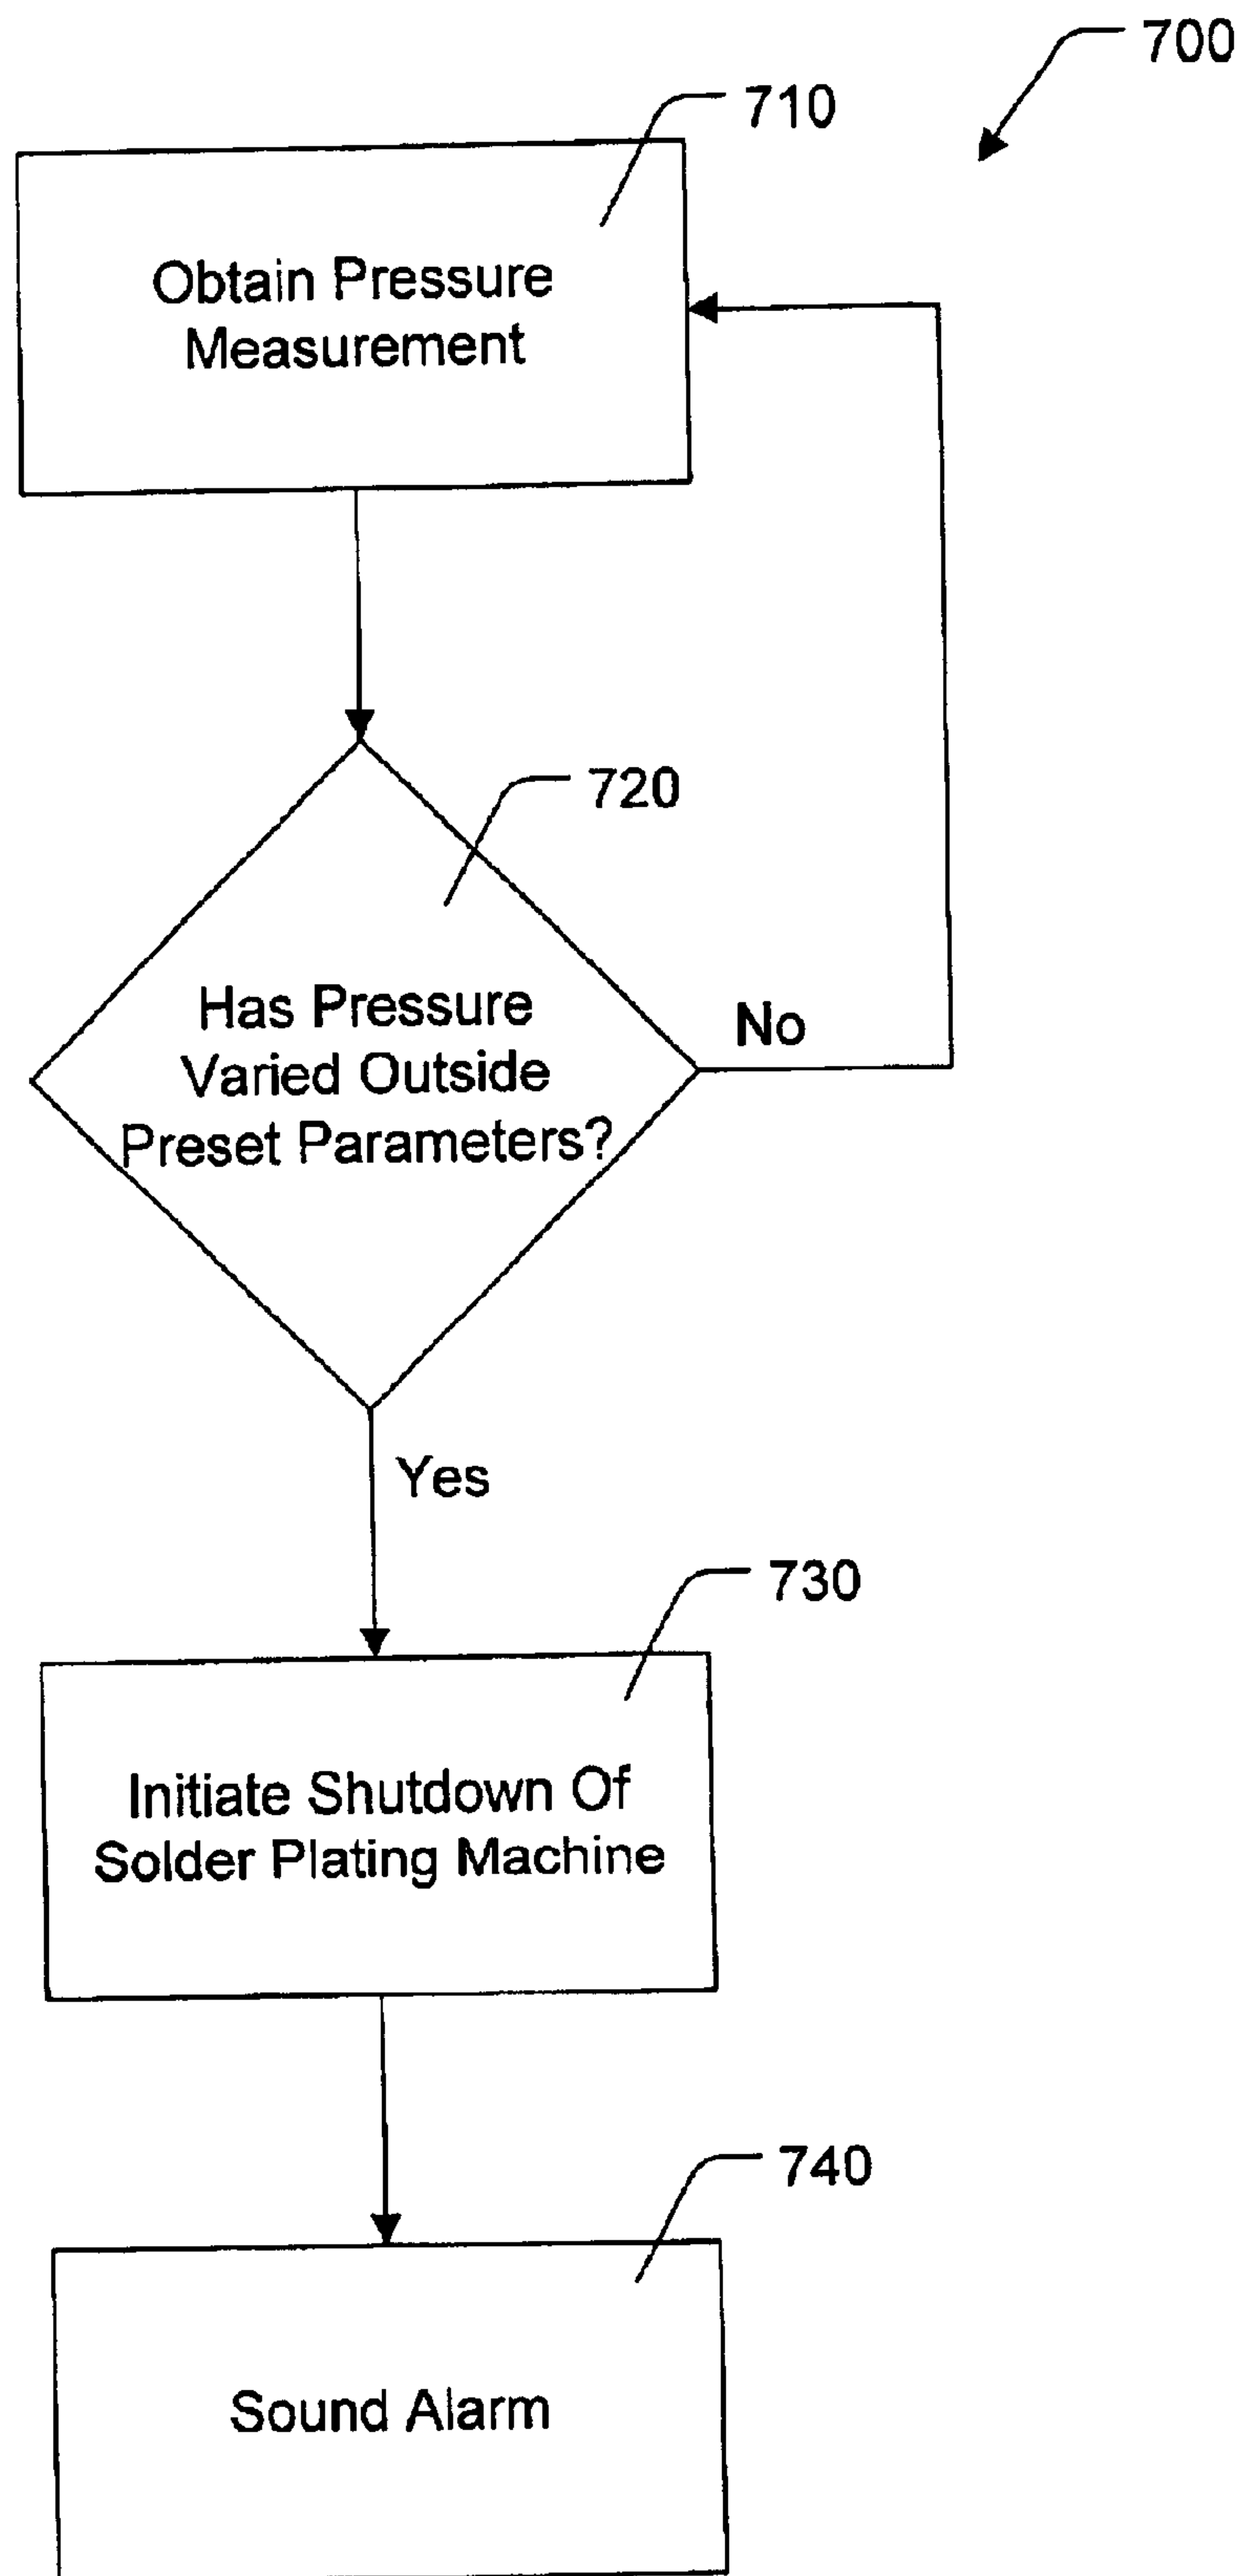 700
710
Obtain Pressure
Measurement
720
Has Pressure
Varied Outside
Preset Parameters?
No
Yes
730
Initiate Shutdown Of
Solder Plating Machine
740
Sound Alarm